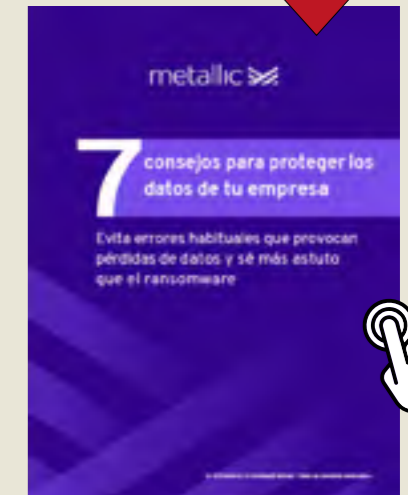 metallic
7 consejos para proteger los
datos de tu empresa
Evita errores habituales que provocan
pérdidas de datos y sé más astuto
que el ransomware